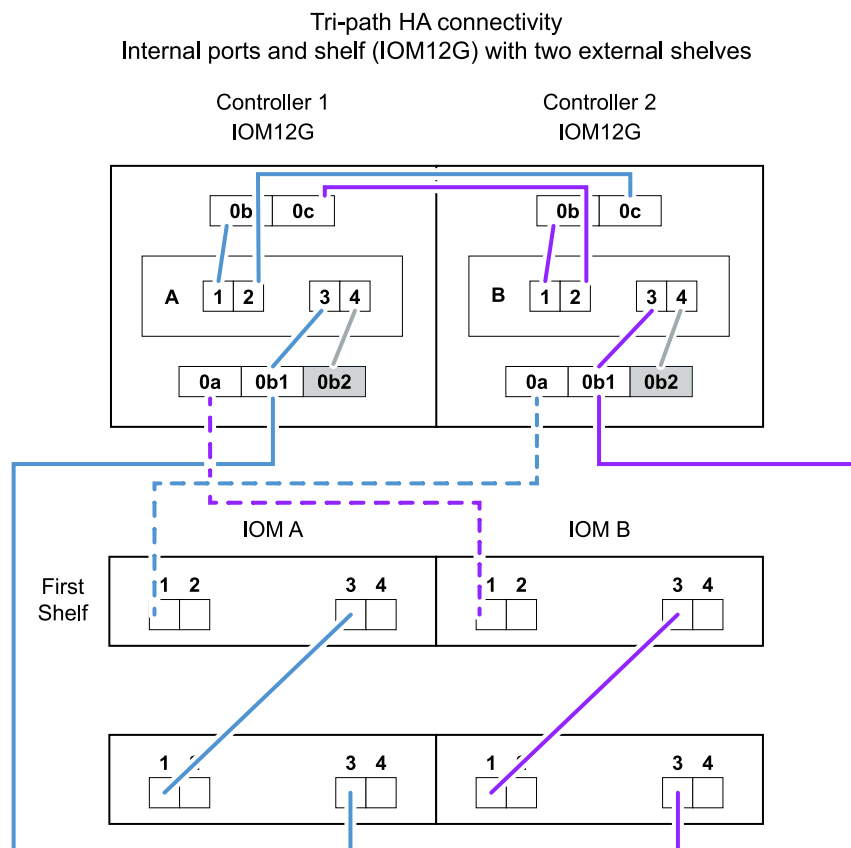 Tri-path HA connectivity
Internal ports and shelf (IOM12G) with two external shelves
Controller 1
IOM12G
Controller 2
IOM12G
0b 0c
0b 0c
A 1 2 3 4
B 1 2 3 4
0a 0b1 0b2
0a 0b1 0b2
IOM A
IOM B
First
Shelf
1 2 3 4
1 2 3 4
1 3 4
1 3 4